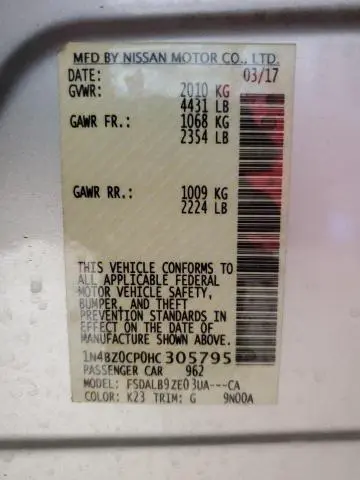 MFD BY NISSAN MOTOR CO., LTD.
DATE: 03/17
GVWR: 2010 KG
4431 LB
GAWR FR.: 1068 KG
2354 LB
GAWR RR.: 1009 KG
2224 LB
THIS VEHICLE CONFORMS TO
ALL APPLICABLE FEDERAL
MOTOR VEHICLE SAFETY,
BUMPER, AND THEFT
PREVENTION STANDARDS IN
EFFECT ON THE DATE OF
MANUFACTURE SHOWN ABOVE.
1N4BZ0CP0HC 305795
PASSENGER CAR 962
MODEL: FSDALB9ZE03UA---CA
COLOR: K23 TRIM: G 9N00A